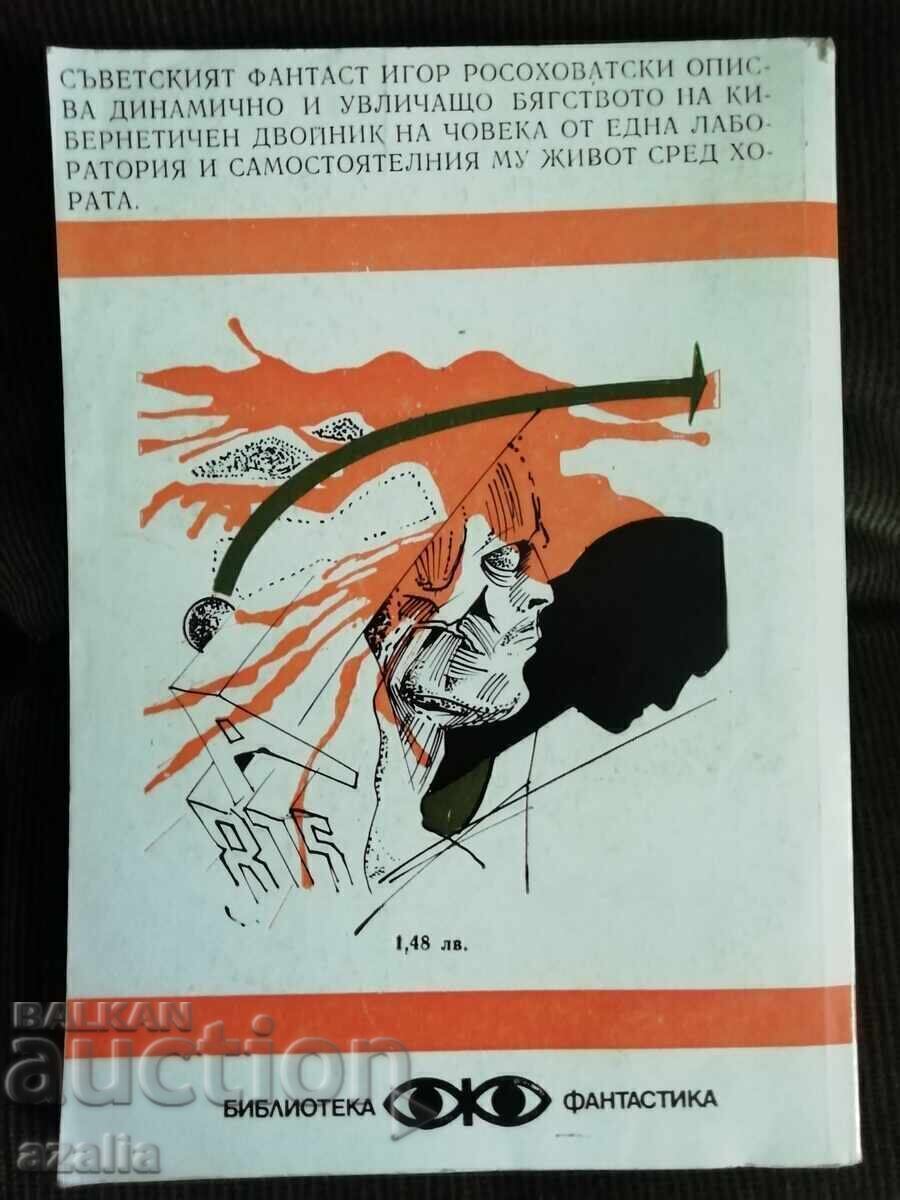 СЪВЕТСКИЯТ ФАНТАСТ ИГОР РОСОХОВАТСКИ ОПИС-
ВА ДИНАМИЧНО И УВЛИЧАЩО БЯГСТВОТО НА КИ-
БЕРНЕТИЧЕН ДВОЙНИК НА ЧОВЕКА ОТ ЕДНА ЛАБО-
РАТОРИЯ И САМОСТОЯТЕЛНИЯ МУ ЖИВОТ СРЕД ХО-
РАТА.
1,48 лв.
BALKAN
auction
БИБЛИОТЕКА ФАНТАСТИКА
azalia